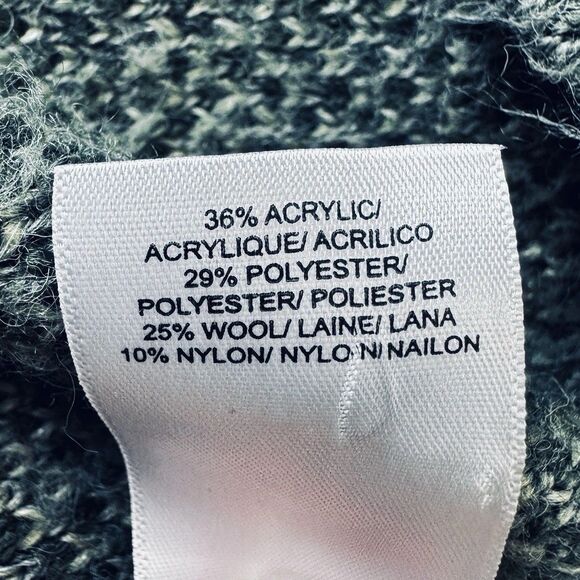 36% ACRYLIC/
ACRYLIQUE/ ACRILICO
29% POLYESTER/
POLYESTER/ POLIESTER
25% WOOL/ LAINE/ LANA
10% NYLON/ NYLON/ NAILON